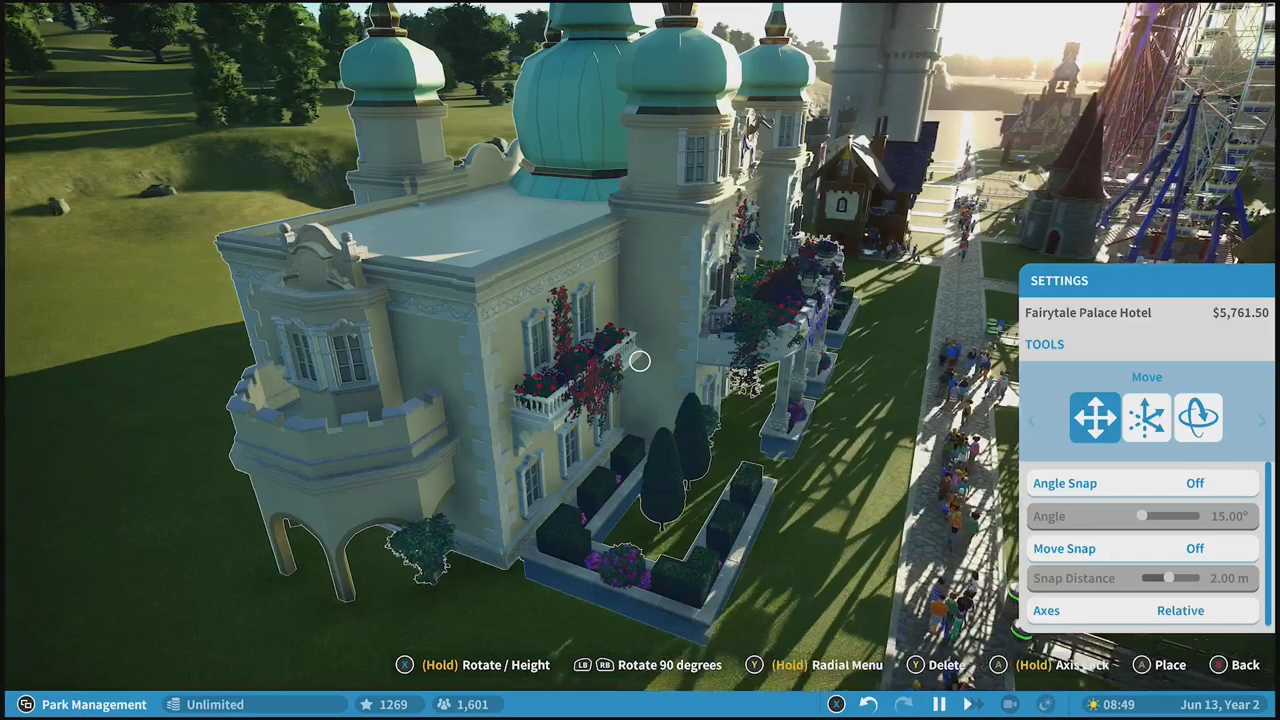 SETTINGS
Fairytale Palace Hotel $5,761.50
TOOLS
Move
Angle Snap Off
Angle 15.00°
Move Snap Off
Snap Distance 2.00 m
Axes Relative
X (Hold) Rotate / Height LB RB Rotate 90 degrees Y (Hold) Radial Menu Y Delete A (Hold) Axis Lock A Place B Back
Park Management Unlimited 1269 1,601 X 08:49 Jun 13, Year 2